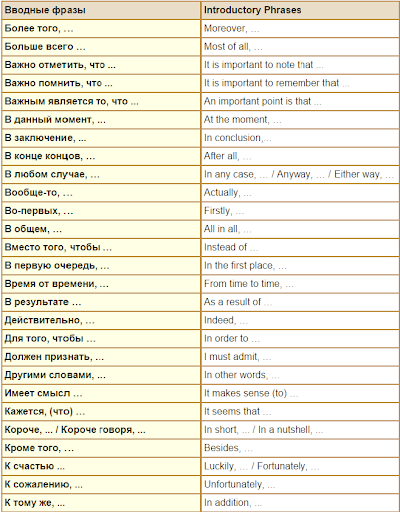 Вводные фразы Introductory Phrases
Более того, … Moreover, …
Больше всего … Most of all, …
Важно отметить, что ... It is important to note that ...
Важно помнить, что ... It is important to remember that ...
Важным является то, что ... An important point is that ...
В данный момент, ... At the moment, ...
В заключение, ... In conclusion,...
В конце концов, … After all, …
В любом случае, … In any case, … / Anyway, … / Either way, …
Вообще-то, … Actually, …
Во-первых, … Firstly, …
В общем, … All in all, …
Вместо того, чтобы ... Instead of ...
В первую очередь, … In the first place, …
Время от времени, … From time to time, …
В результате … As a result of …
Действительно, … Indeed, …
Для того, чтобы … In order to …
Должен признать, ... I must admit, ...
Другими словами, ... In other words, ...
Имеет смысл … It makes sense (to) …
Кажется, (что) … It seems that …
Короче, ... / Короче говоря, ... In short, ... / In a nutshell, ...
Кроме того, … Besides, …
К счастью ... Luckily, ... / Fortunately, ...
К сожалению, ... Unfortunately, ...
К тому же, ... In addition, ...